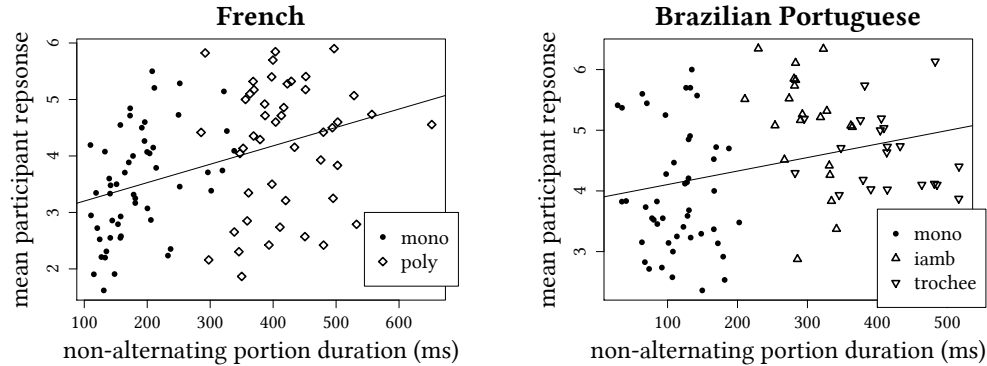 French
mean participant repsonse
6
5
4
3
2
100 200 300 400 500 600
non-alternating portion duration (ms)
mono
poly
Brazilian Portuguese
mean participant repsonse
6
5
4
3
100 200 300 400 500
non-alternating portion duration (ms)
mono
iamb
trochee